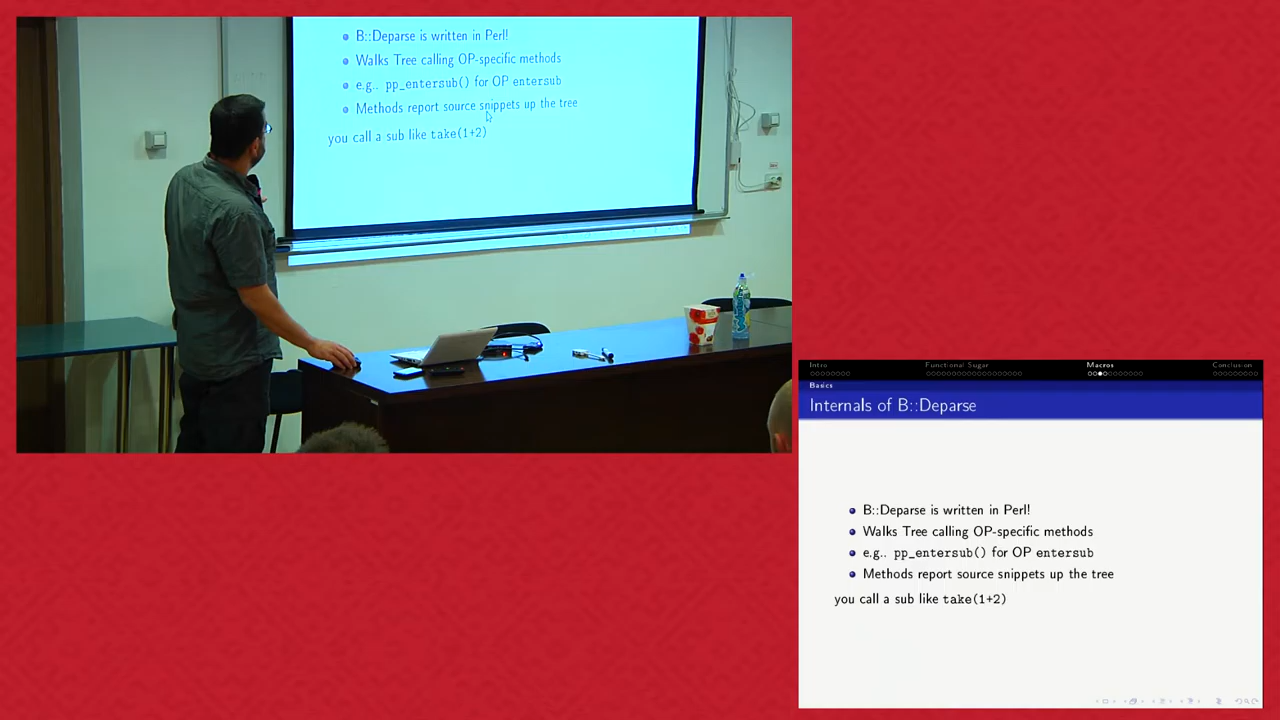 B::Deparse is written in Perl!
Walks Tree calling OP-specific methods
e.g.. pp_entersub() for OP entersub
Methods report source snippets up the tree
you call a sub like take(1+2)
Intro
Functional Sugar
Macros
Conclusion
Basics
Internals of B::Deparse
B::Deparse is written in Perl!
Walks Tree calling OP-specific methods
e.g.. pp_entersub() for OP entersub
Methods report source snippets up the tree
you call a sub like take(1+2)